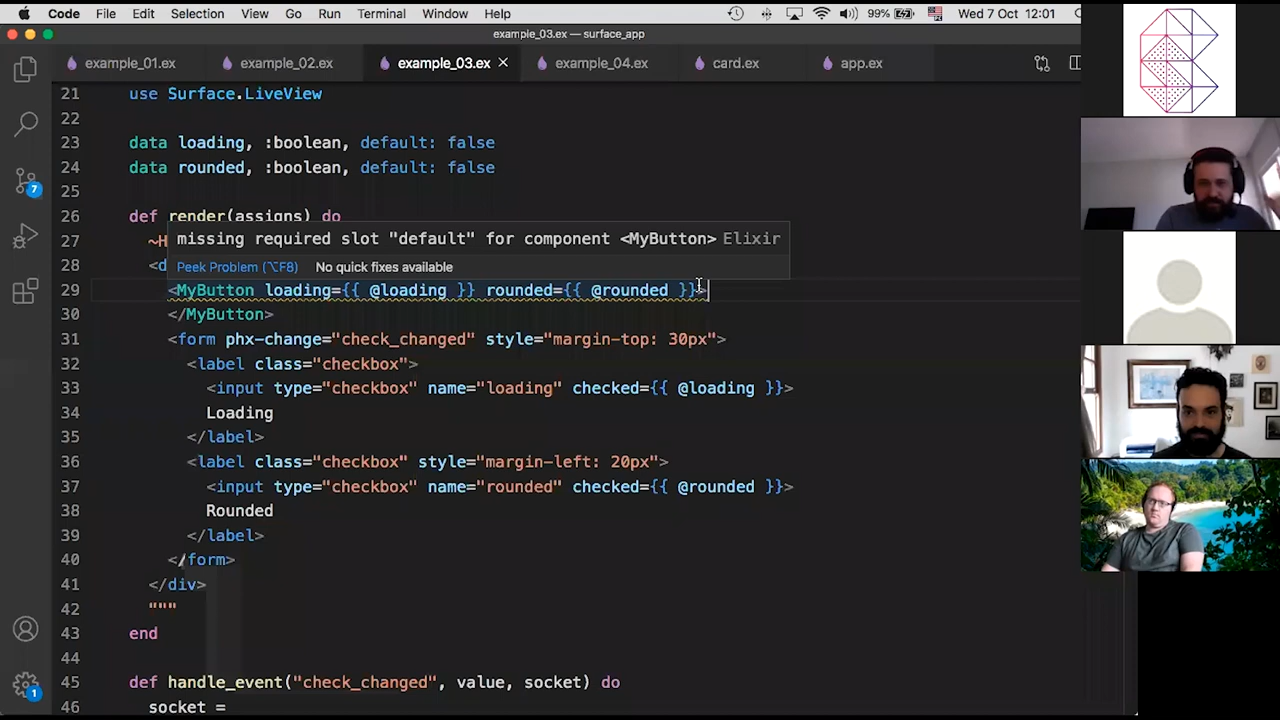 Code File Edit Selection View Go Run Terminal Window Help 99% Wed 7 Oct 12:01
example_03.ex — surface_app
example_01.ex example_02.ex example_03.ex × example_04.ex card.ex app.ex
21 use Surface.LiveView
22
23 data loading, :boolean, default: false
24 data rounded, :boolean, default: false
25
26 def render(assigns) do
27 ~H
missing required slot "default" for component <MyButton> Elixir
28 <d
Peek Problem (⌥F8) No quick fixes available
29 <MyButton loading={{ @loading }} rounded={{ @rounded }}>
30 </MyButton>
31 <form phx-change="check_changed" style="margin-top: 30px">
32 <label class="checkbox">
33 <input type="checkbox" name="loading" checked={{ @loading }}>
34 Loading
35 </label>
36 <label class="checkbox" style="margin-left: 20px">
37 <input type="checkbox" name="rounded" checked={{ @rounded }}>
38 Rounded
39 </label>
40 </form>
41 </div>
42 """
43 end
44
45 def handle_event("check_changed", value, socket) do
46 socket =
7
1